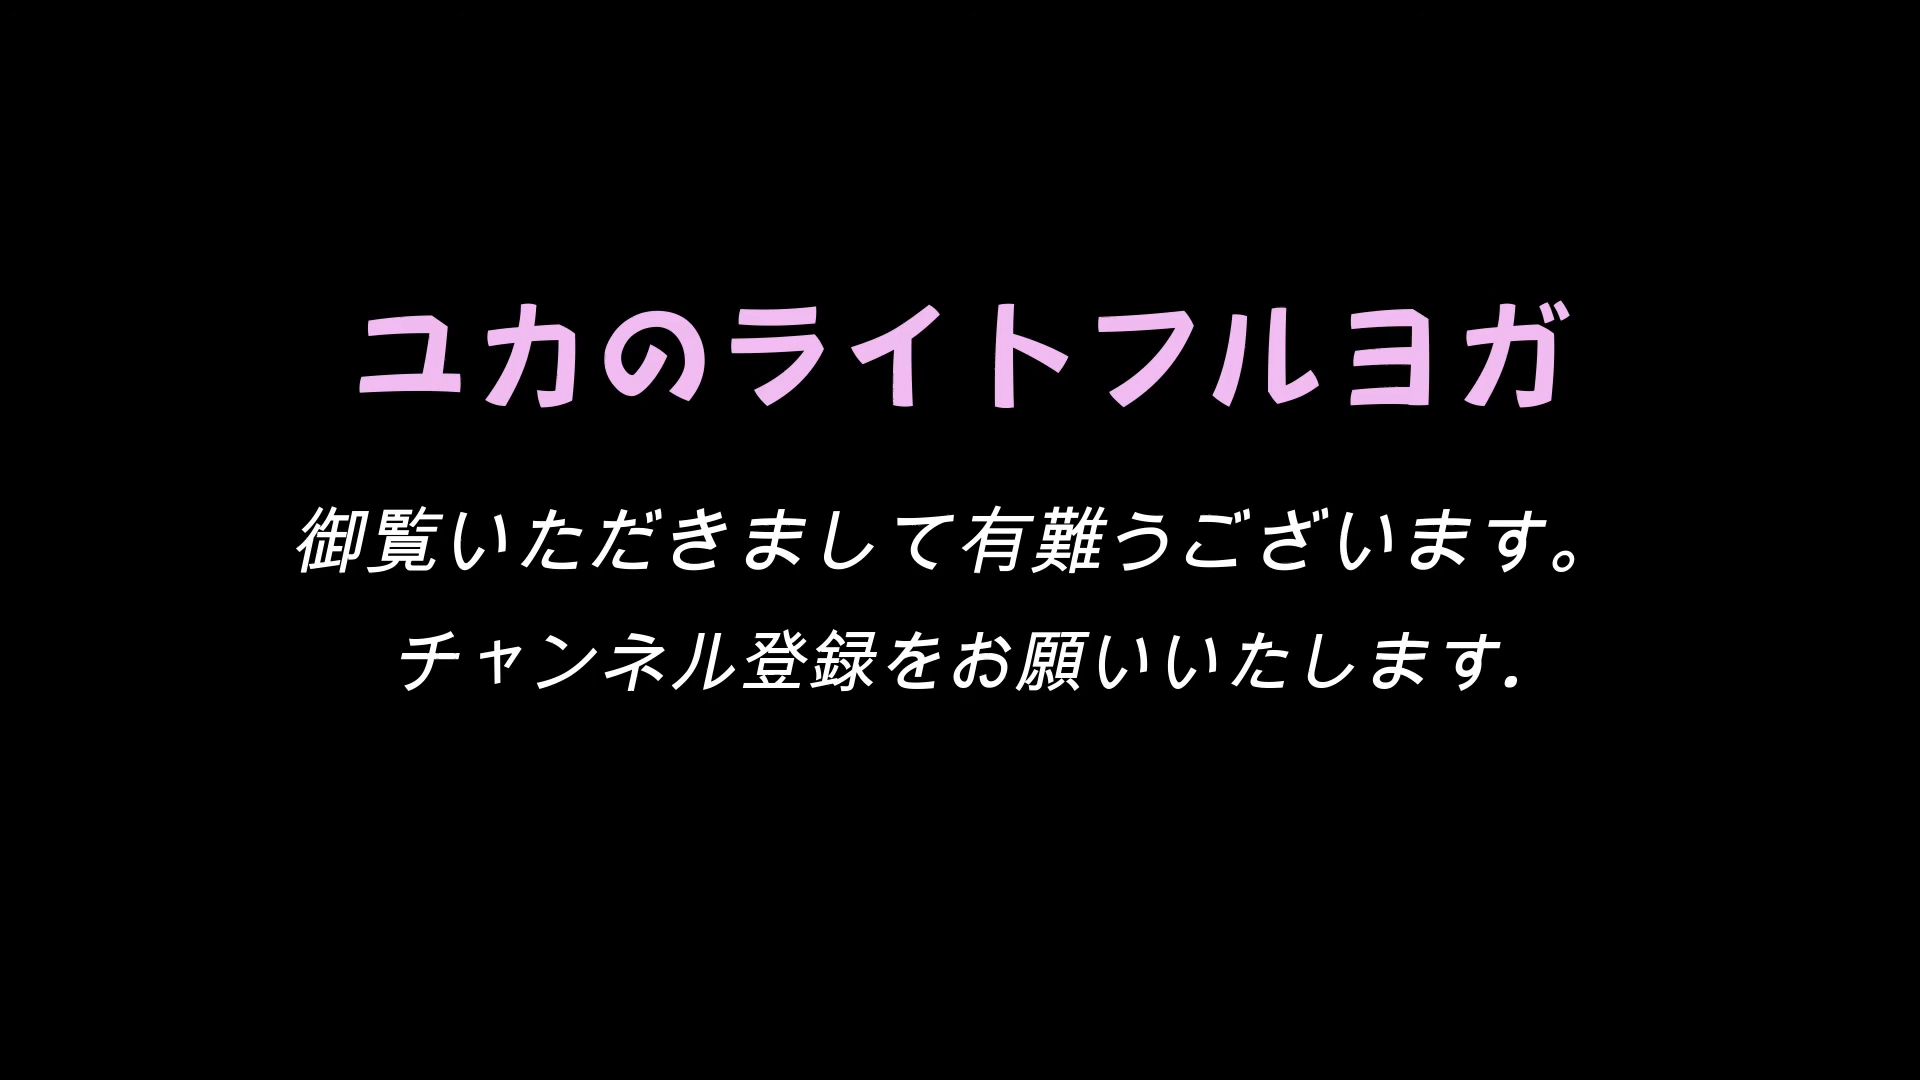 ユカのライトフルヨガ
御覧いただきまして有難うございます。
チャンネル登録をお願いいたします.